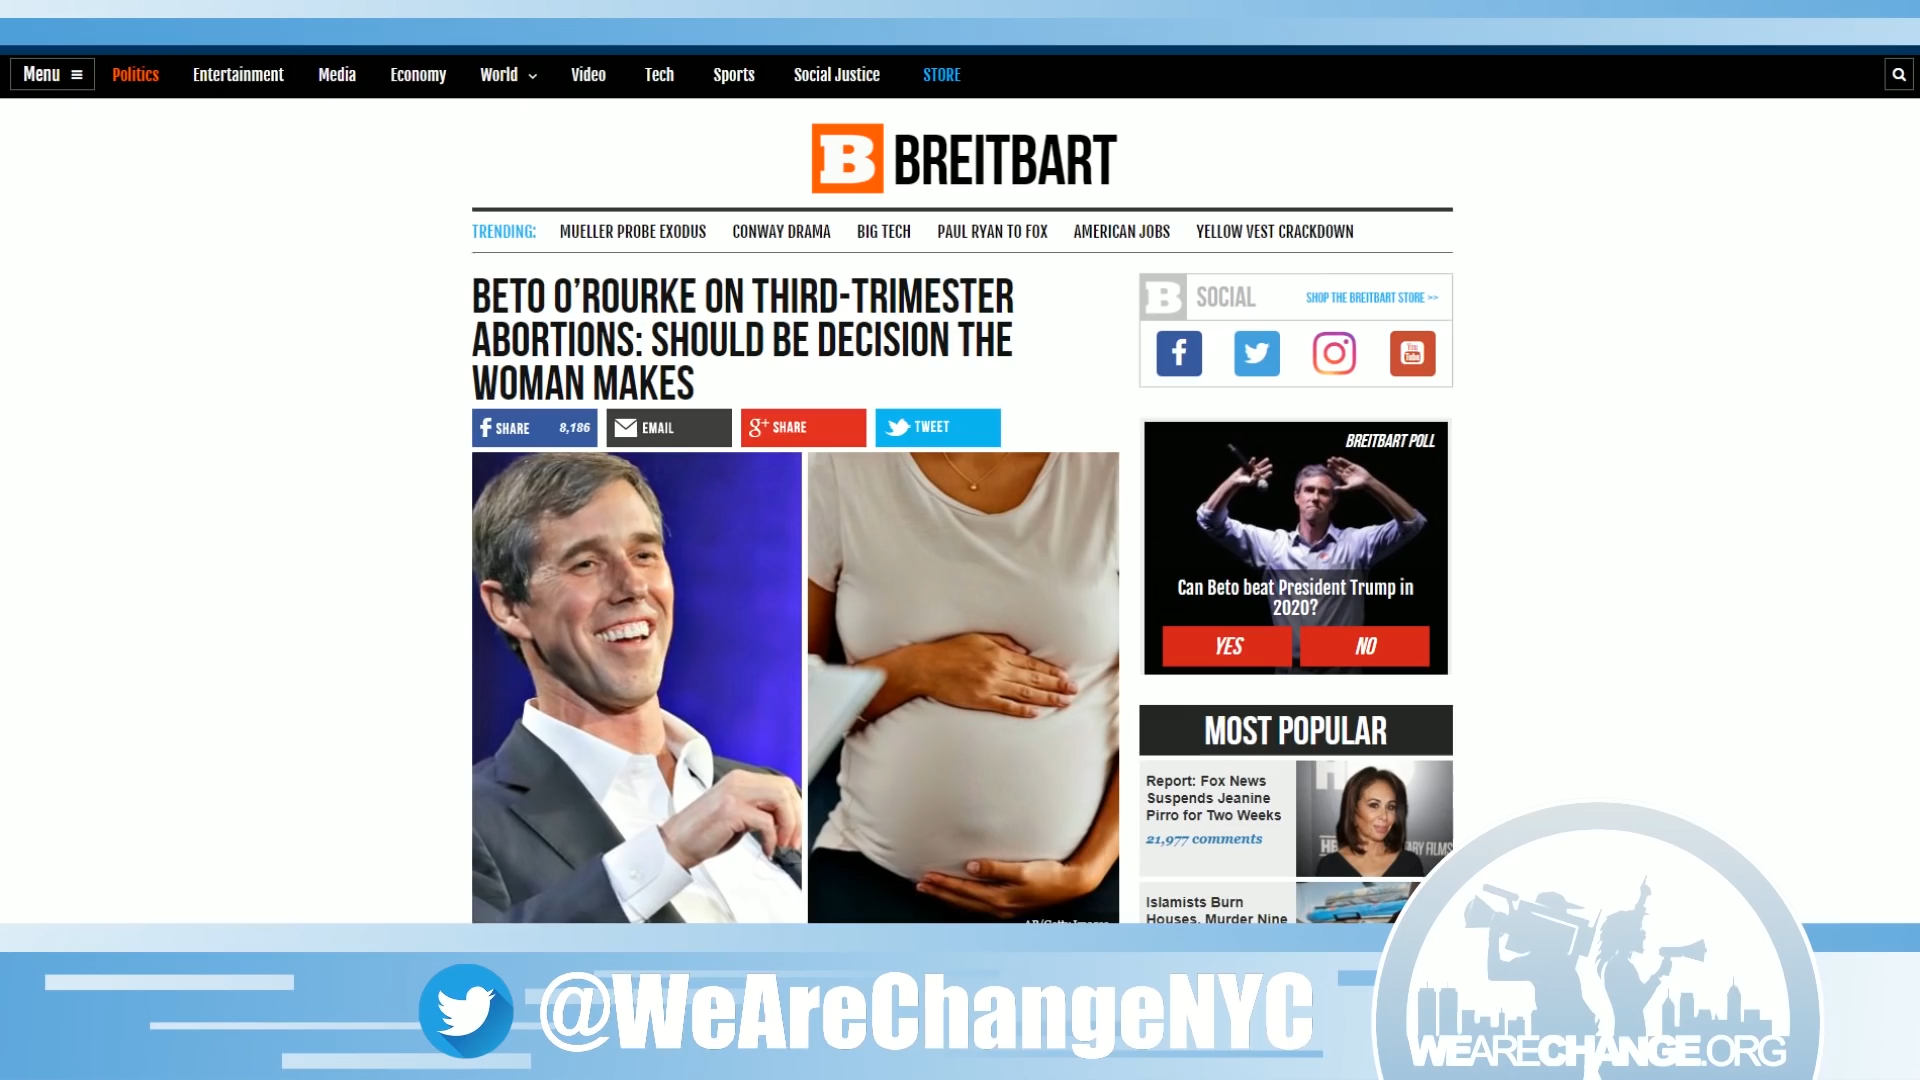 Menu
Politics
Entertainment
Media
Economy
World
Video
Tech
Sports
Social Justice
STORE
B BREITBART
TRENDING:
MUELLER PROBE EXODUS
CONWAY DRAMA
BIG TECH
PAUL RYAN TO FOX
AMERICAN JOBS
YELLOW VEST CRACKDOWN
BETO O’ROURKE ON THIRD-TRIMESTER
ABORTIONS: SHOULD BE DECISION THE
WOMAN MAKES
SHARE 8,186
EMAIL
g+ SHARE
TWEET
B SOCIAL
SHOP THE BREITBART STORE >>
You Tube
BREITBART POLL
Can Beto beat President Trump in
2020?
YES
NO
MOST POPULAR
Report: Fox News
Suspends Jeanine
Pirro for Two Weeks
21,977 comments
ARY FILMS
Islamists Burn
Houses, Murder Nine
@WeAreChangeNYC
WEARECHANGE.ORG